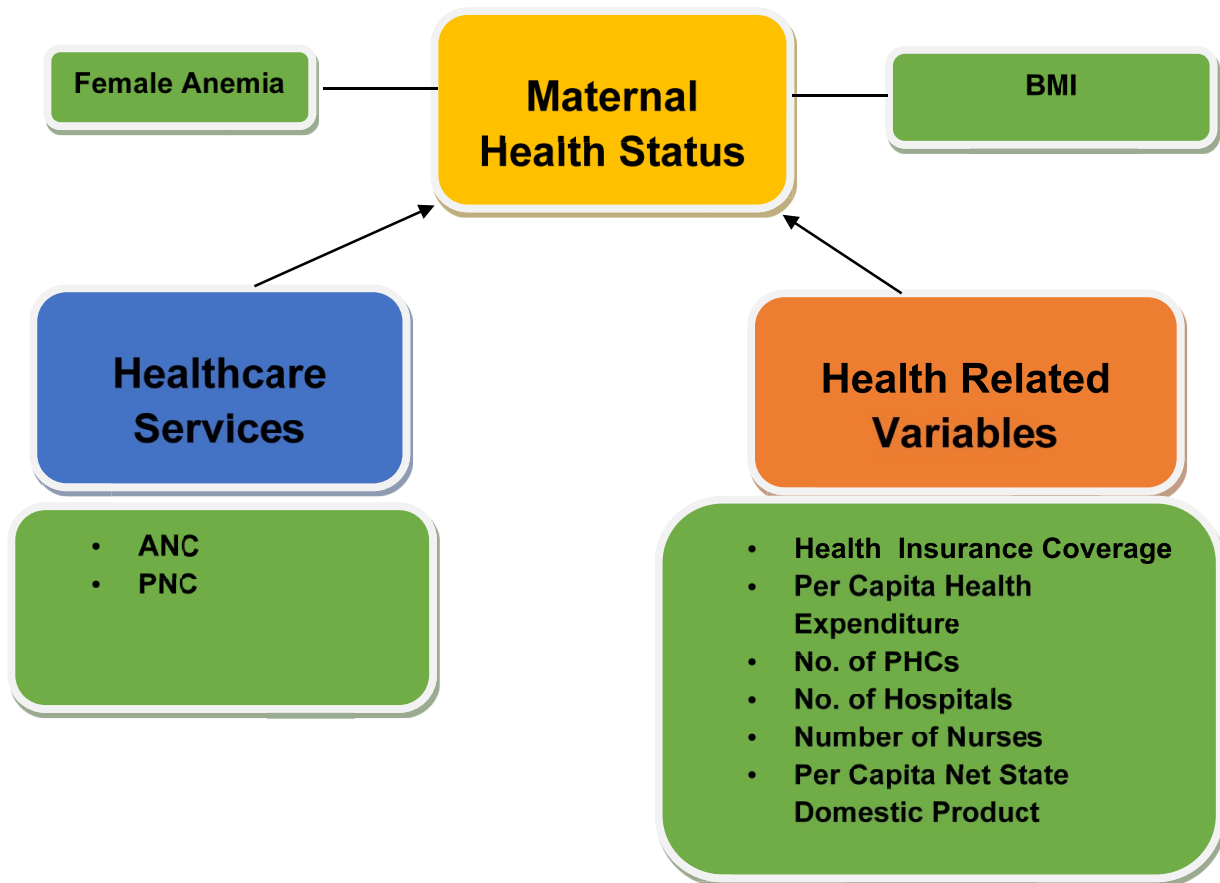 Female Anemia
Maternal
Health Status
BMI
Healthcare
Services
Health Related
Variables
• ANC
• PNC
• Health  Insurance Coverage
• Per Capita Health
Expenditure
• No. of PHCs
• No. of Hospitals
• Number of Nurses
• Per Capita Net State
Domestic Product